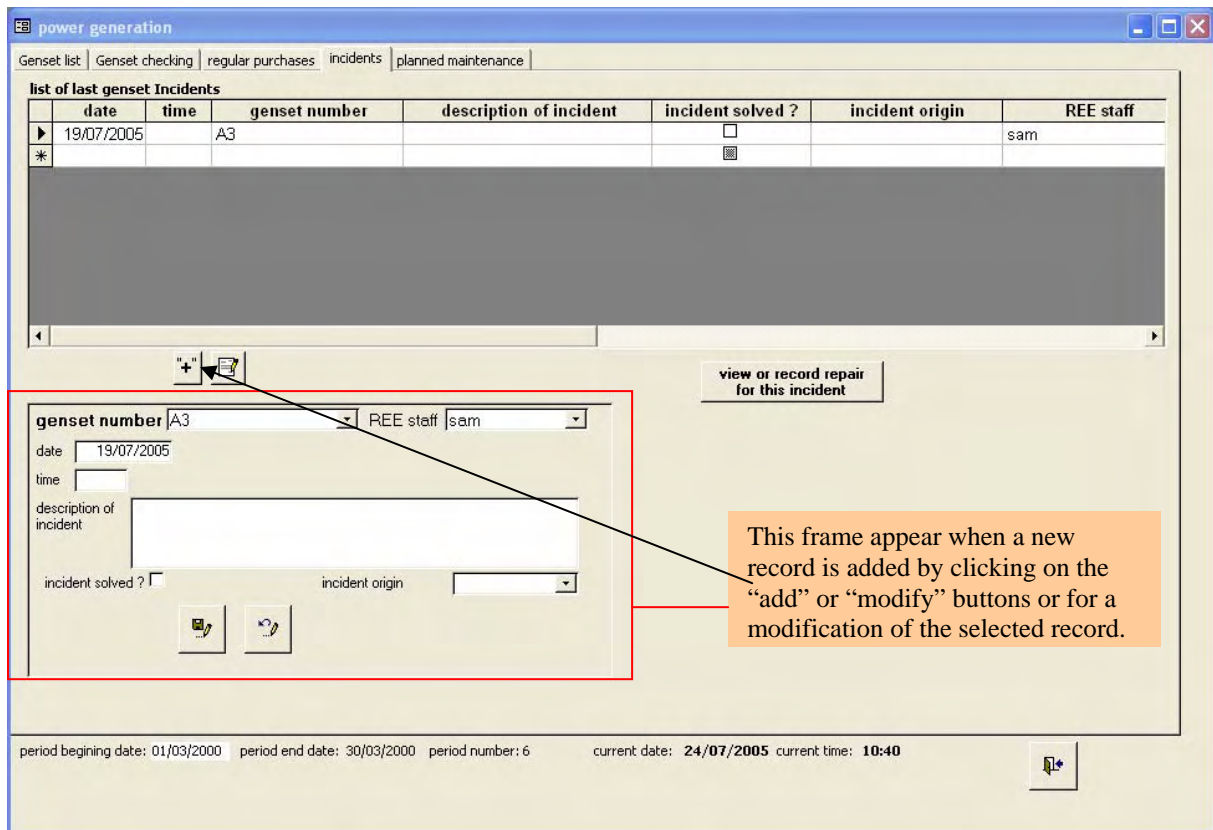 power generation
Genset list Genset checking regular purchases incidents planned maintenance
list of last genset Incidents
date time genset number description of incident incident solved ? incident origin REE staff
19/07/2005 A3 sam
"+"
view or record repair
for this incident
genset number A3 REE staff sam
date 19/07/2005
time
description of
incident
incident solved ? incident origin
This frame appear when a new
record is added by clicking on the
“add” or “modify” buttons or for a
modification of the selected record.
period begining date: 01/03/2000 period end date: 30/03/2000 period number: 6 current date: 24/07/2005 current time: 10:40